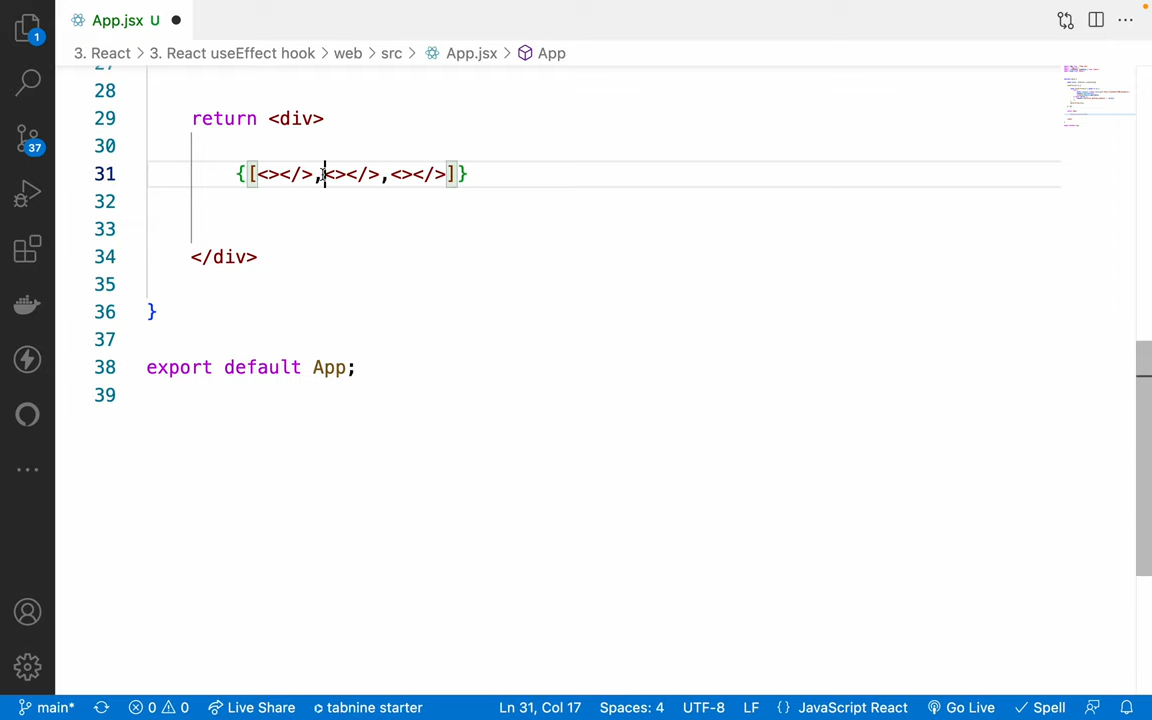 App.jsx U
3. React > 3. React useEffect hook > web > src > App.jsx > App
1
37
27
28
29 return <div>
30
31 {[<></>,<></>,<></>]}
32
33
34 </div>
35
36 }
37
38 export default App;
39
main* 0 0 Live Share tabnine starter Ln 31, Col 17 Spaces: 4 UTF-8 LF {} JavaScript React Go Live Spell